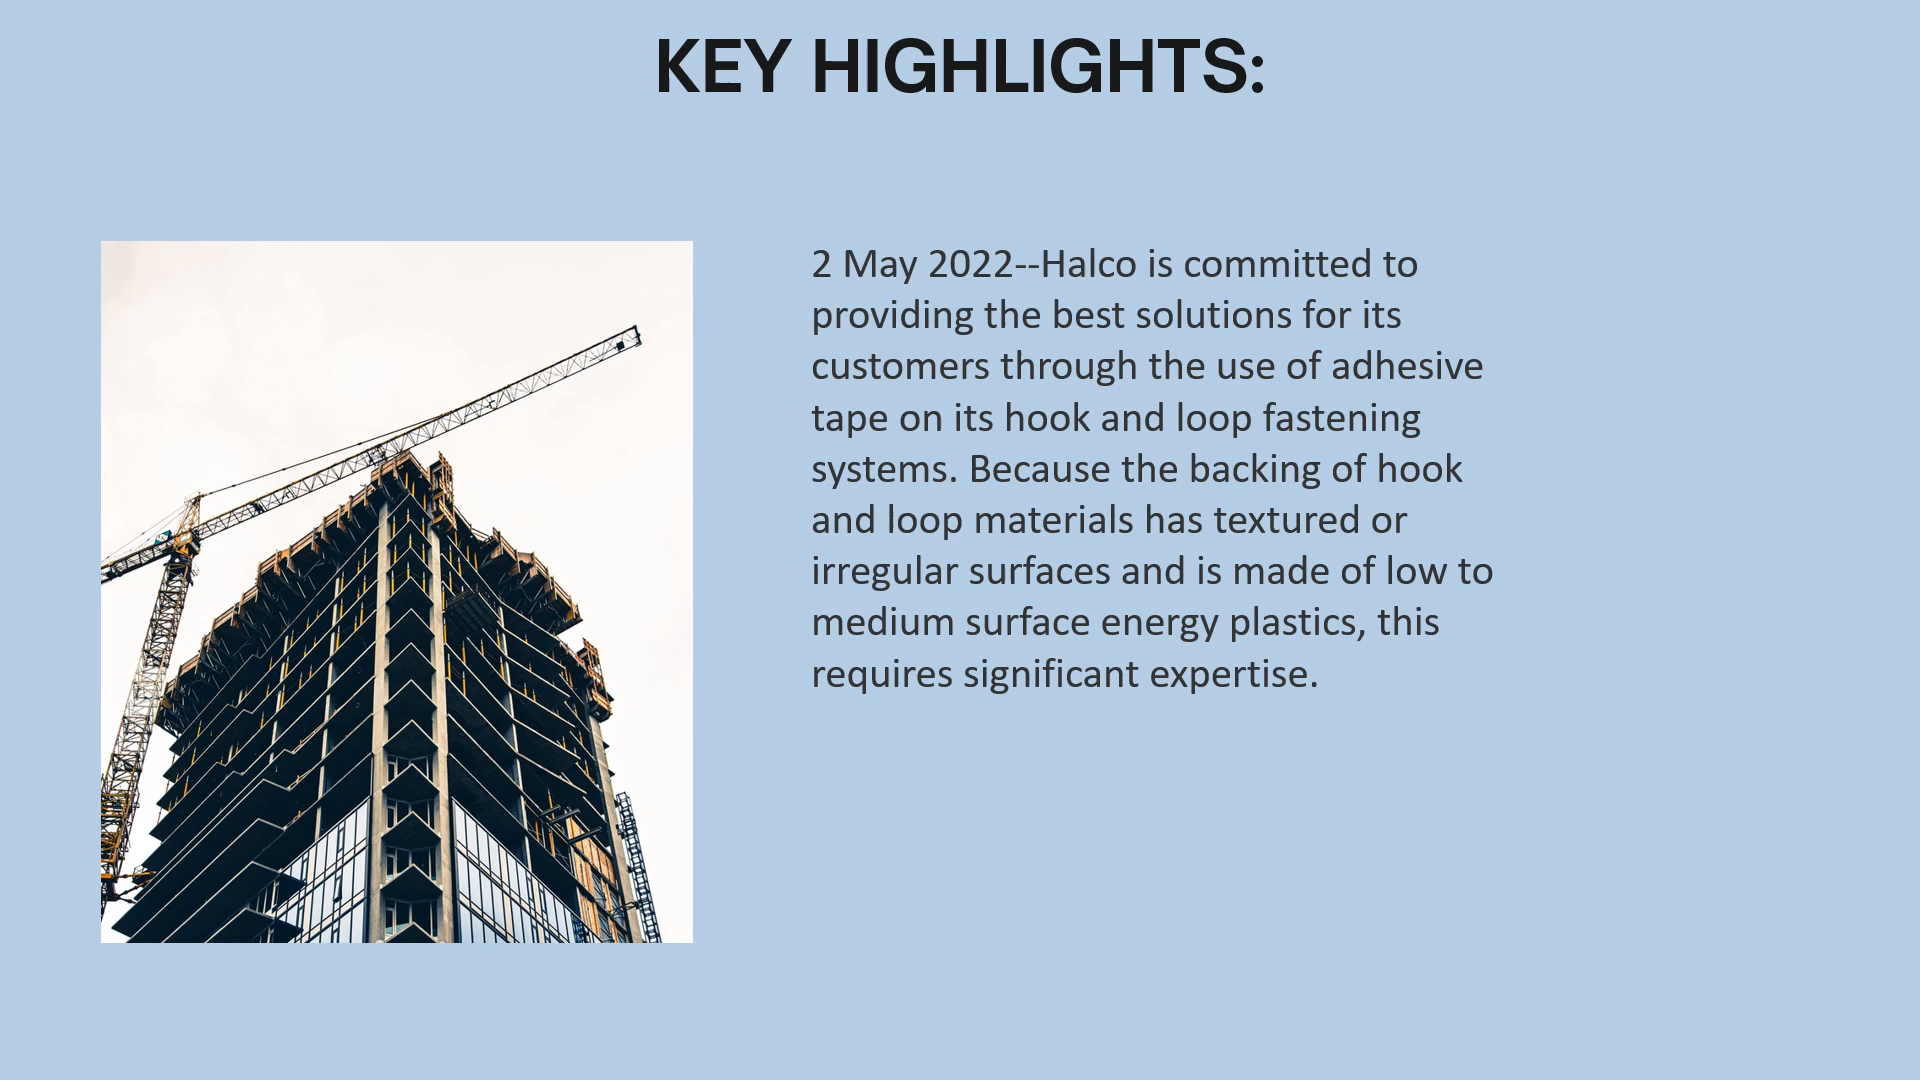 KEY HIGHLIGHTS:
2 May 2022--Halco is committed to
providing the best solutions for its
customers through the use of adhesive
tape on its hook and loop fastening
systems. Because the backing of hook
and loop materials has textured or
irregular surfaces and is made of low to
medium surface energy plastics, this
requires significant expertise.